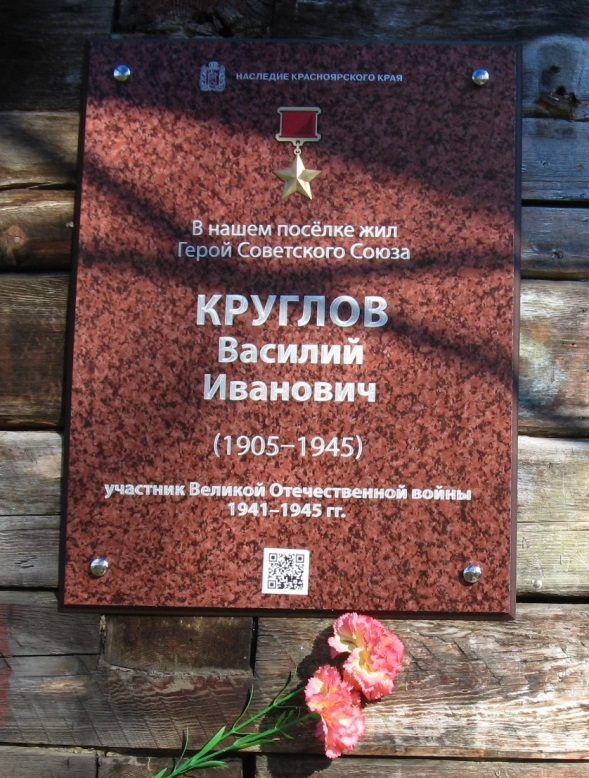 НАСЛЕДИЕ КРАСНОЯРСКОГО КРАЯ
В нашем посёлке жил
Герой Советского Союза
КРУГЛОВ
Василий
Иванович
(1905–1945)
участник Великой Отечественной войны
1941–1945 гг.